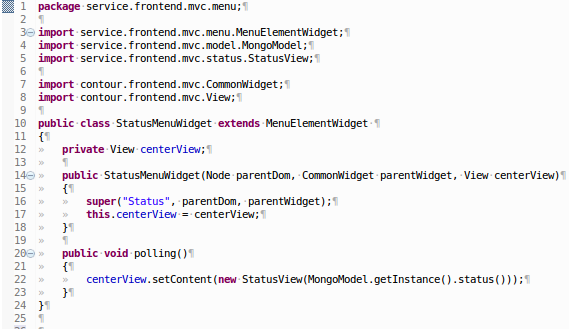 1 package service.frontend.mvc.menu;¶
2 ¶
3 import service.frontend.mvc.menu.MenuElementWidget;¶
4 import service.frontend.mvc.model.MongoModel;¶
5 import service.frontend.mvc.status.StatusView;¶
6 ¶
7 import contour.frontend.mvc.CommonWidget;¶
8 import contour.frontend.mvc.View;¶
9 ¶
10 public class StatusMenuWidget extends MenuElementWidget ¶
11 {¶
12 » private View centerView;¶
13 » ¶
14 » public StatusMenuWidget(Node parentDom, CommonWidget parentWidget, View centerView)¶
15 » {¶
16 » » super("Status", parentDom, parentWidget);¶
17 » » this.centerView = centerView;¶
18 » }¶
19 » ¶
20 » public void polling()¶
21 » {¶
22 » » centerView.setContent(new StatusView(MongoModel.getInstance().status()));¶
23 » }¶
24 }¶
25 ¶